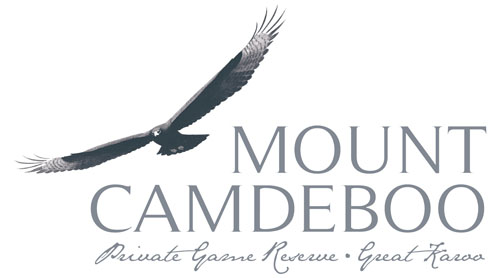 MOUNT
CAMDEBOO
Private Game Reserve • Great Karoo